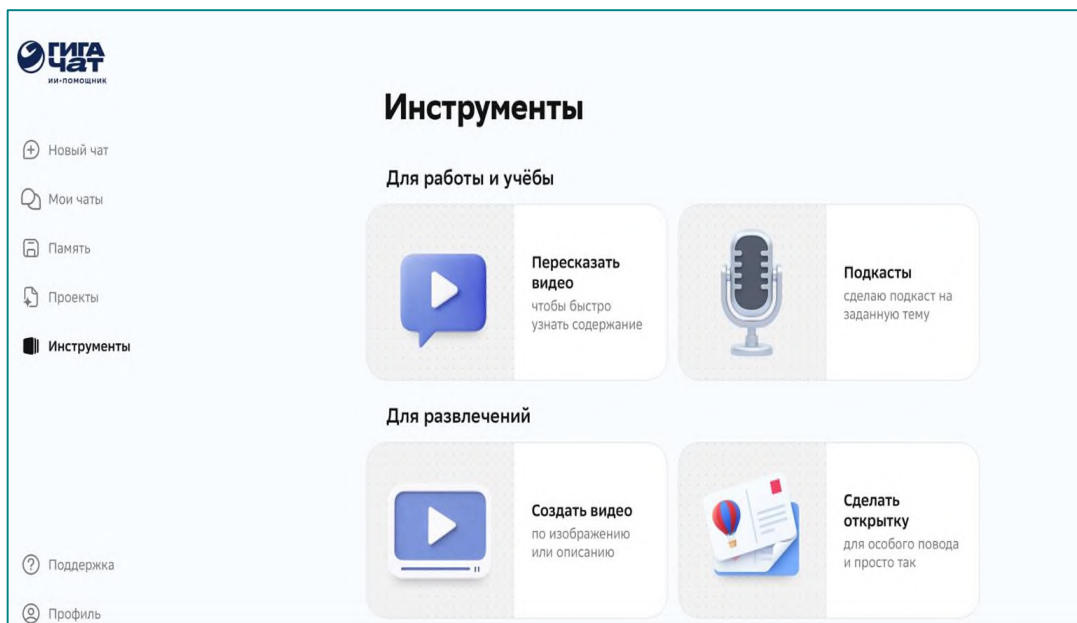 ГИГА
ЧАТ
ИИ-ПОМОЩНИК
Новый чат
Мои чаты
Память
Проекты
Инструменты
Поддержка
Профиль
Инструменты
Для работы и учёбы
Пересказать
видео
чтобы быстро
узнать содержание
Подкасты
сделаю подкаст на
заданную тему
Для развлечений
Создать видео
по изображению
или описанию
Сделать
открытку
для особого повода
и просто так